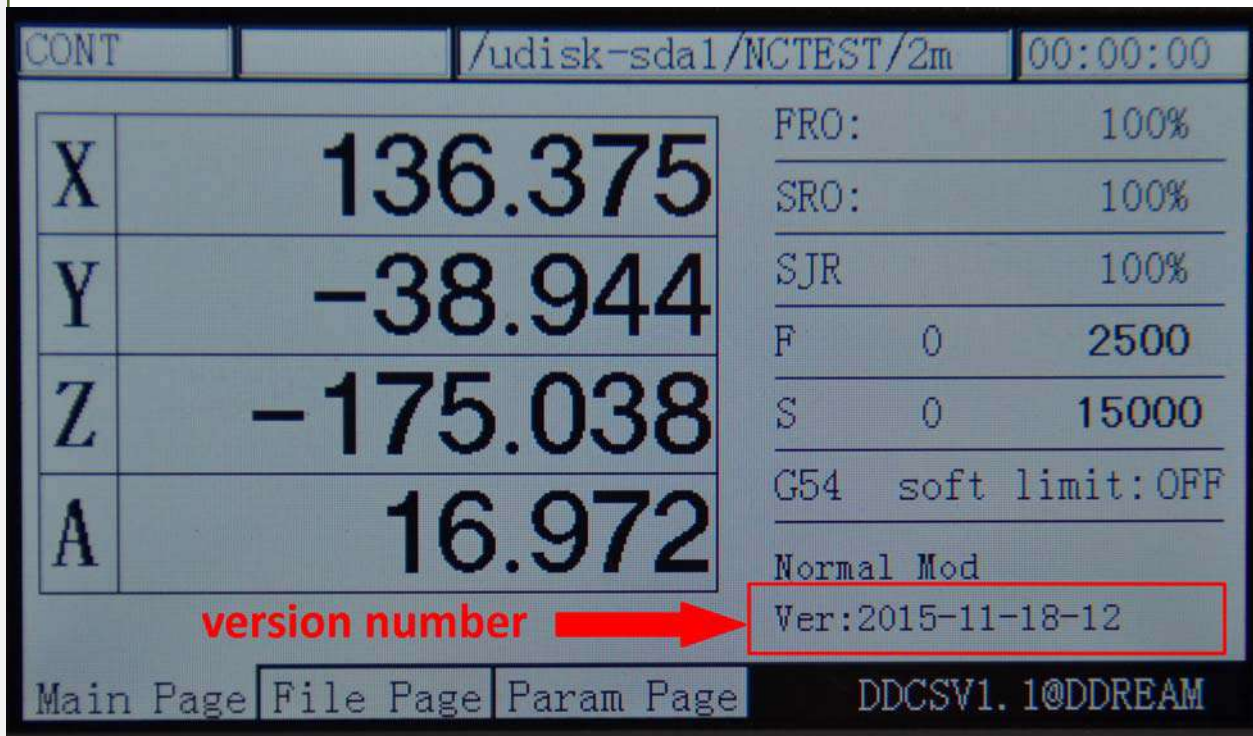 CONT /udisk-sda1/NCTEST/2m 00:00:00
X 136.375
Y -38.944
Z -175.038
A 16.972
FRO: 100%
SRO: 100%
SJR 100%
F 0 2500
S 0 15000
G54 soft limit:OFF
Normal Mod
version number
Ver:2015-11-18-12
Main Page File Page Param Page DDCSV1.1@DDREAM